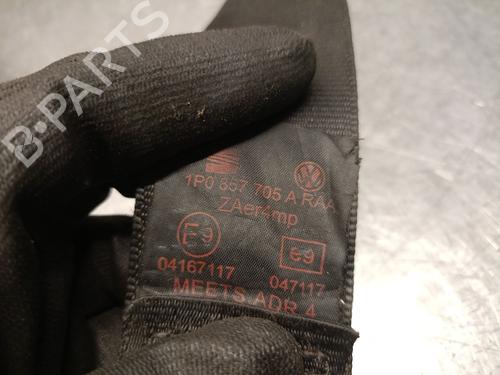 B-PARTS
1P0 857 705 A RAA
ZAer4mp
E9 e9
04167117 047117
MEETS ADR 4